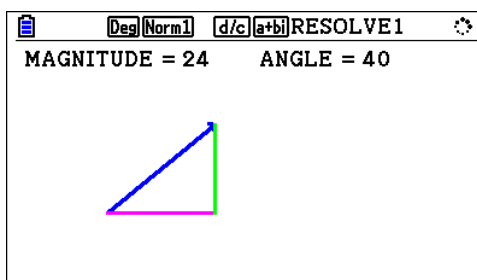 Deg Norm1 d/c a+bi RESOLVE1
MAGNITUDE = 24 ANGLE = 40